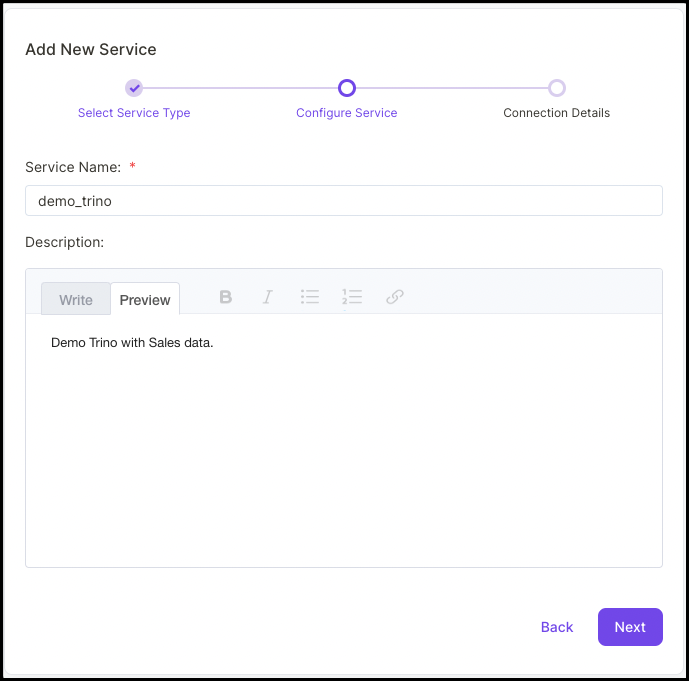 Add New Service
Select Service Type Configure Service Connection Details
Service Name: *
demo_trino
Description:
Write Preview B I
Demo Trino with Sales data.
Back Next